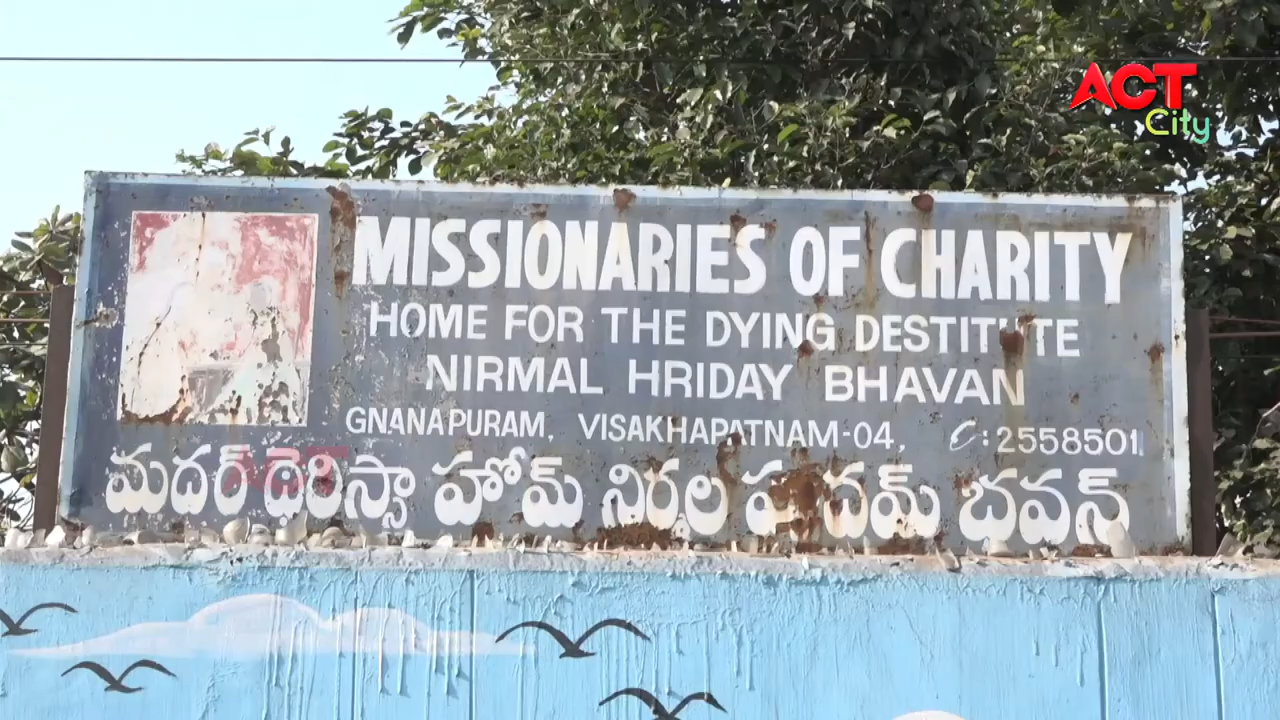 ACT
City
MISSIONARIES OF CHARITY
HOME FOR THE DYING DESTITUTE
NIRMAL HRIDAY BHAVAN
GNANAPURAM, VISAKHAPATNAM-04, ✆: 2558501
మదర్ థెరిస్సా హోమ్ నిర్మల భవన్